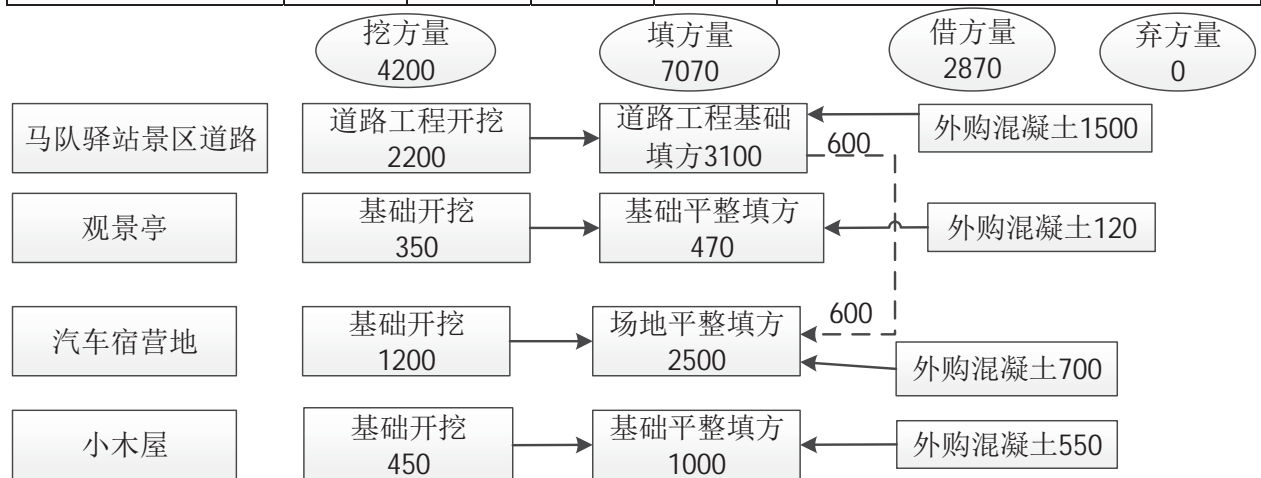 挖方量
4200
填方量
7070
借方量
2870
弃方量
0
马队驿站景区道路
道路工程开挖
2200
道路工程基础
填方3100
外购混凝土1500
600
观景亭
基础开挖
350
基础平整填方
470
外购混凝土120
汽车宿营地
基础开挖
1200
场地平整填方
2500
600
外购混凝土700
小木屋
基础开挖
450
基础平整填方
1000
外购混凝土550